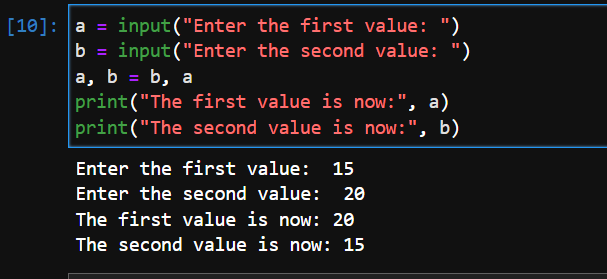 [10]: a = input("Enter the first value: ")
b = input("Enter the second value: ")
a, b = b, a
print("The first value is now:", a)
print("The second value is now:", b)
Enter the first value:  15
Enter the second value:  20
The first value is now: 20
The second value is now: 15